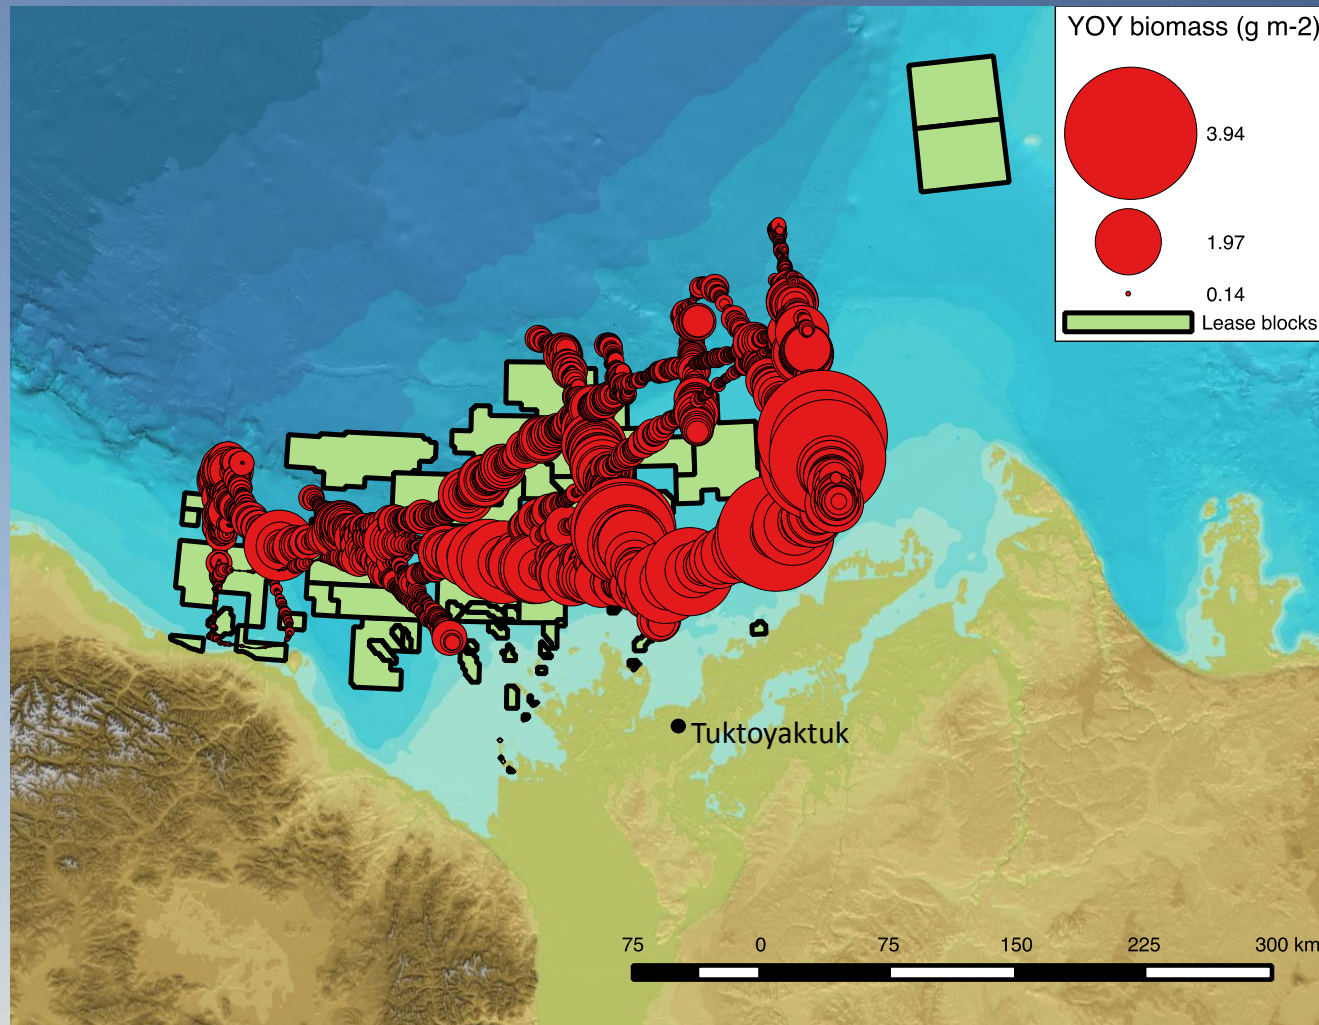 YOY biomass (g m-2)
3.94
1.97
0.14
Lease blocks
Tuktoyaktuk
75 0 75 150 225 300 km